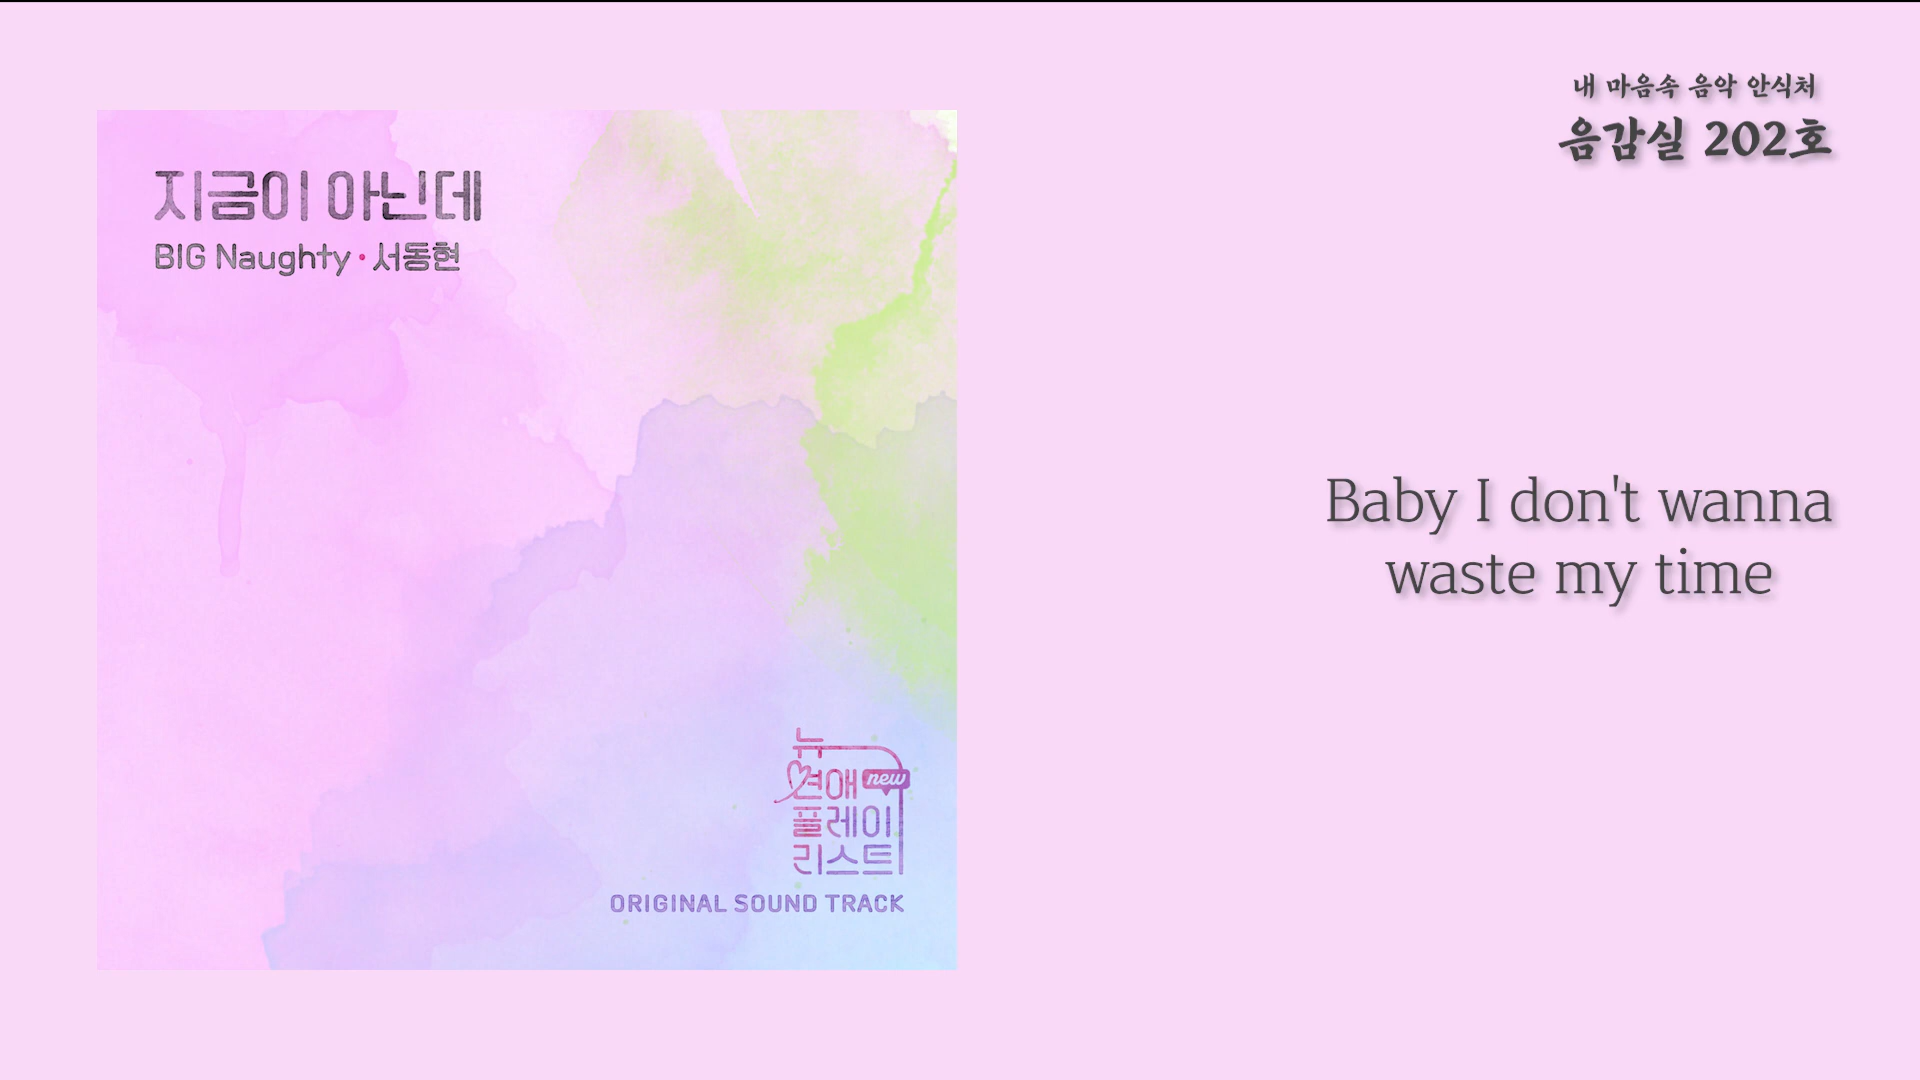 지금이 아닌데
BIG Naughty • 서동현
뉴
연애 new
플레이
리스트
ORIGINAL SOUND TRACK
내 마음속 음악 안식처
음감실 202호
Baby I don't wanna
waste my time